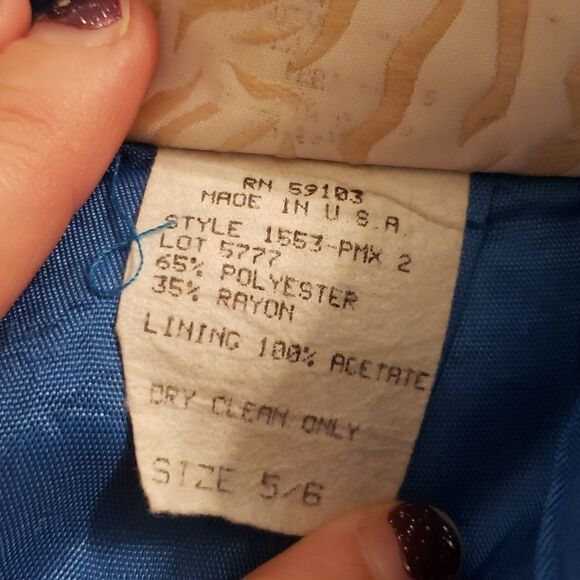 RN 59103
MADE IN U.S.A.
STYLE 1553-PMX 2
LOT 5777
65% POLYESTER
35% RAYON
LINING 100% ACETATE
DRY CLEAN ONLY
SIZE 5/6